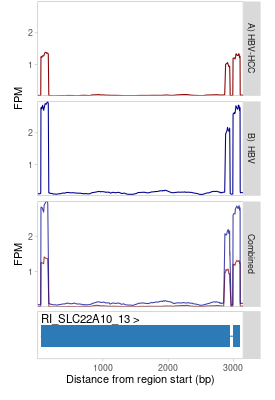 2
1
A) HBV-HCC
FPM
2
1
B) HBV
2
1
FPM
Combined
RI_SLC22A10_13 >
1000 2000 3000
Distance from region start (bp)